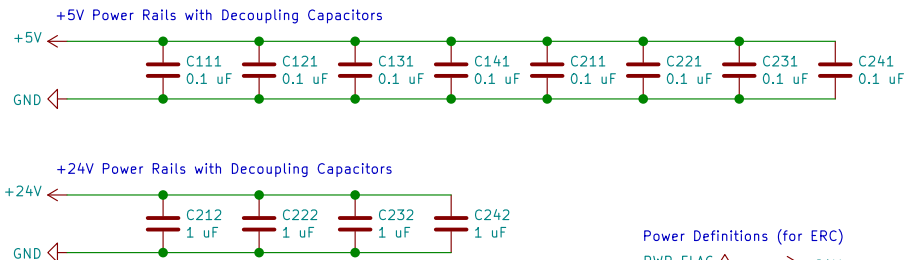 +5V Power Rails with Decoupling Capacitors
+5V
C111 C121 C131 C141 C211 C221 C231 C241
0.1 uF 0.1 uF 0.1 uF 0.1 uF 0.1 uF 0.1 uF 0.1 uF 0.1 uF
GND
+24V Power Rails with Decoupling Capacitors
+24V
C212 C222 C232 C242
1 uF 1 uF 1 uF 1 uF
Power Definitions (for ERC)
GND
PWR_FLAG